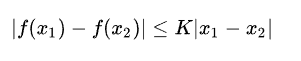 |f(x₁) − f(x₂)| ≤ K|x₁ − x₂|